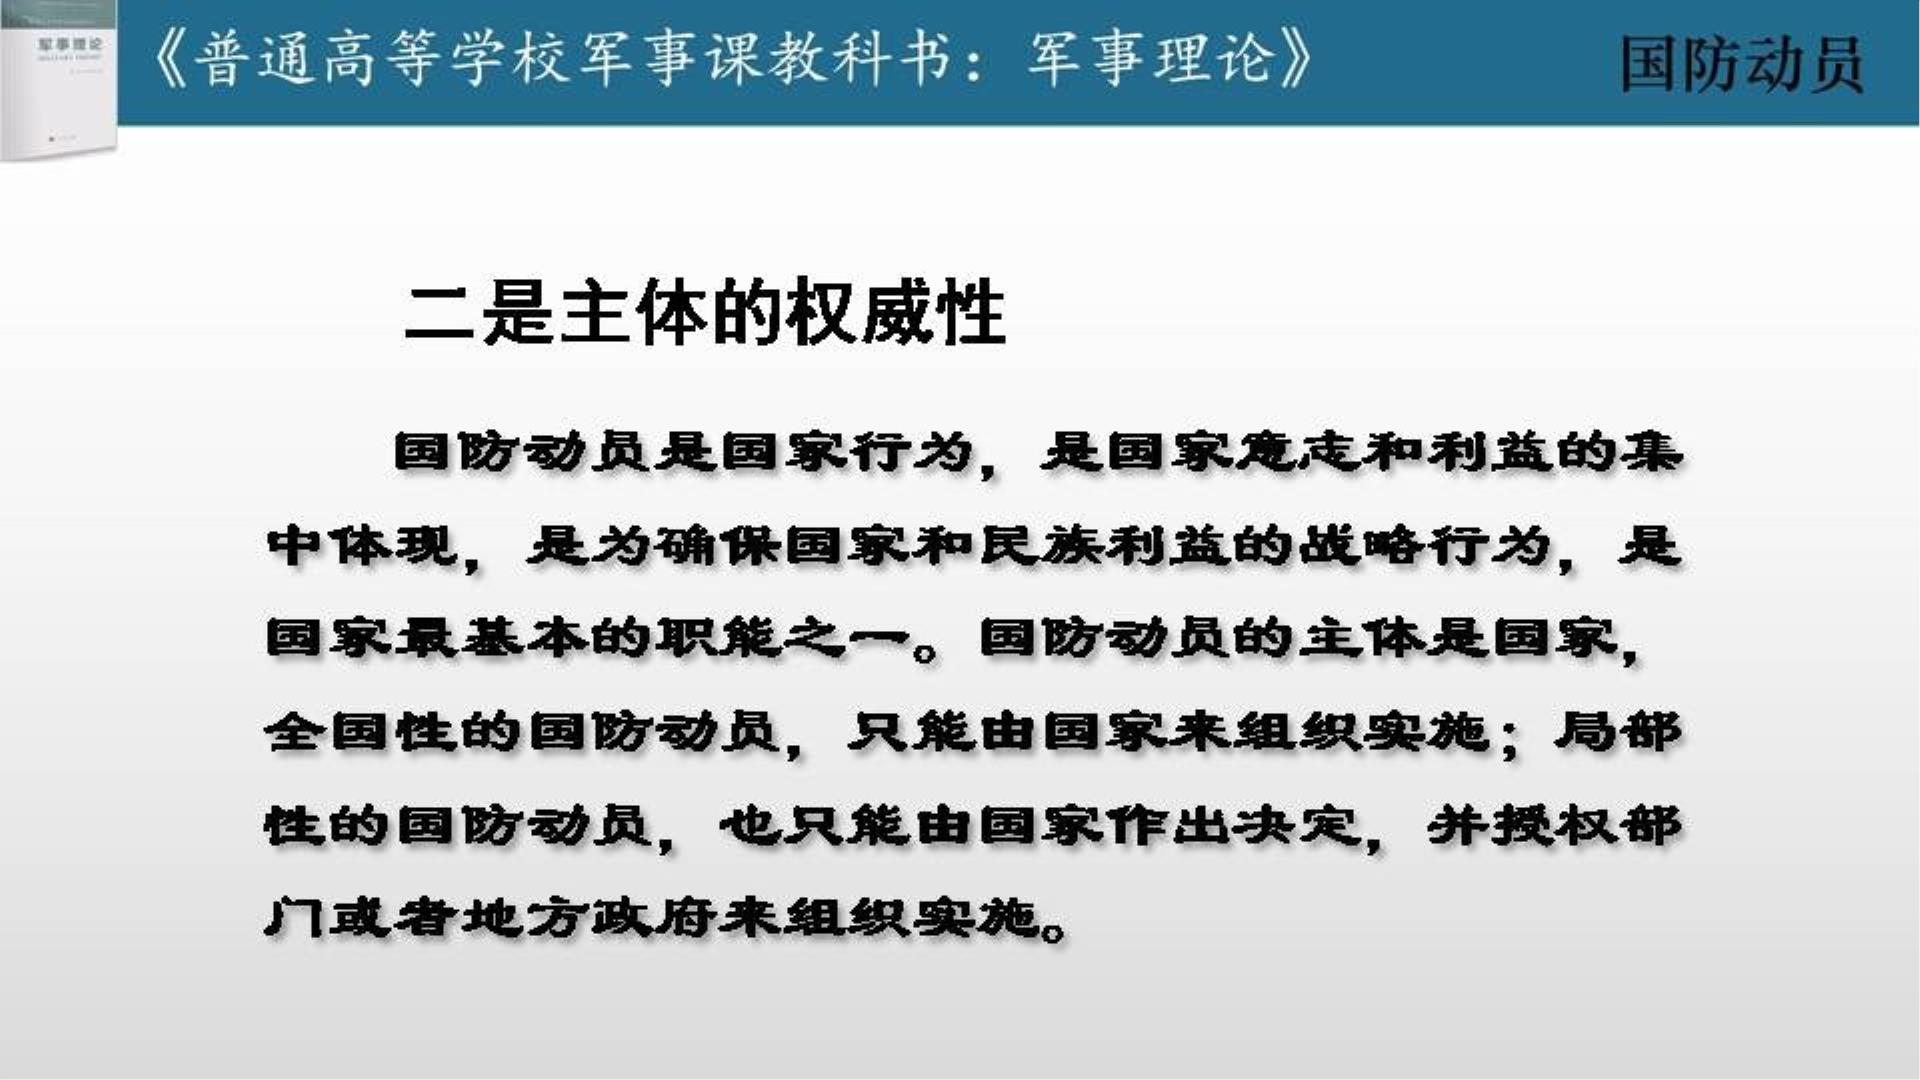 军事理论
《普通高等学校军事课教科书：军事理论》
国防动员
二是主体的权威性
国防动员是国家行为，是国家意志和利益的集
中体现，是为确保国家和民族利益的战略行为，是
国家最基本的职能之一。国防动员的主体是国家，
全国性的国防动员，只能由国家来组织实施；局部
性的国防动员，也只能由国家作出决定，并授权部
门或者地方政府来组织实施。